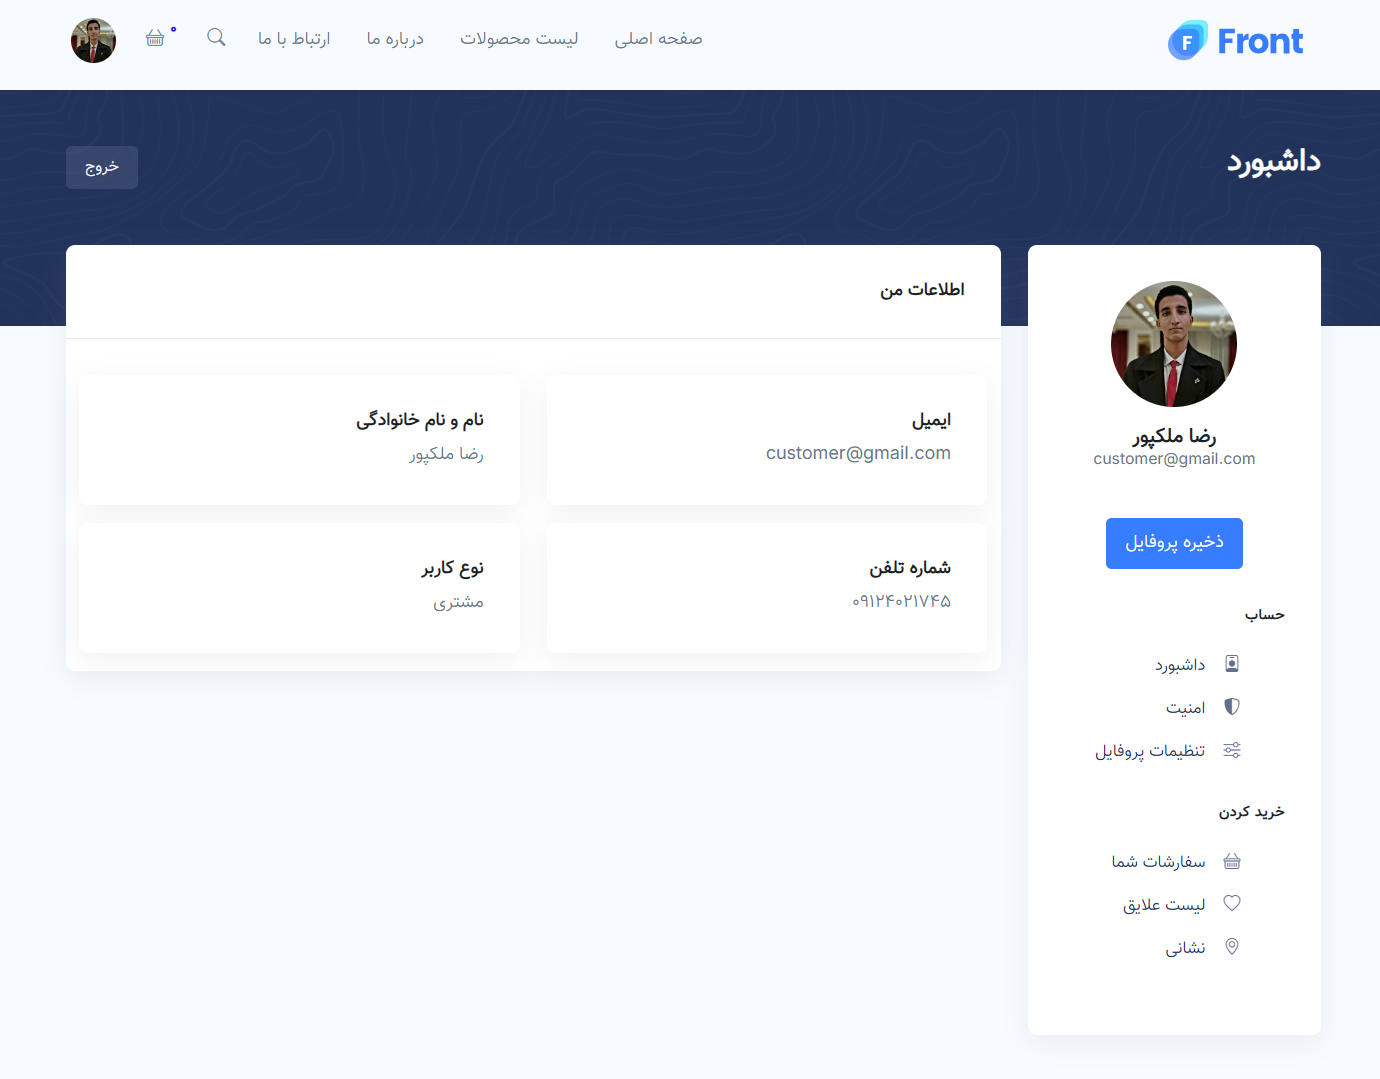 Front
صفحه اصلی
لیست محصولات
درباره ما
ارتباط با ما
۰
داشبورد
خروج
رضا ملکپور
customer@gmail.com
ذخیره پروفایل
حساب
داشبورد
امنیت
تنظیمات پروفایل
خرید کردن
سفارشات شما
لیست علایق
نشانی
اطلاعات من
ایمیل
customer@gmail.com
نام و نام خانوادگی
رضا ملکپور
شماره تلفن
۰۹۱۲۴۰۲۱۷۴۵
نوع کاربر
مشتری